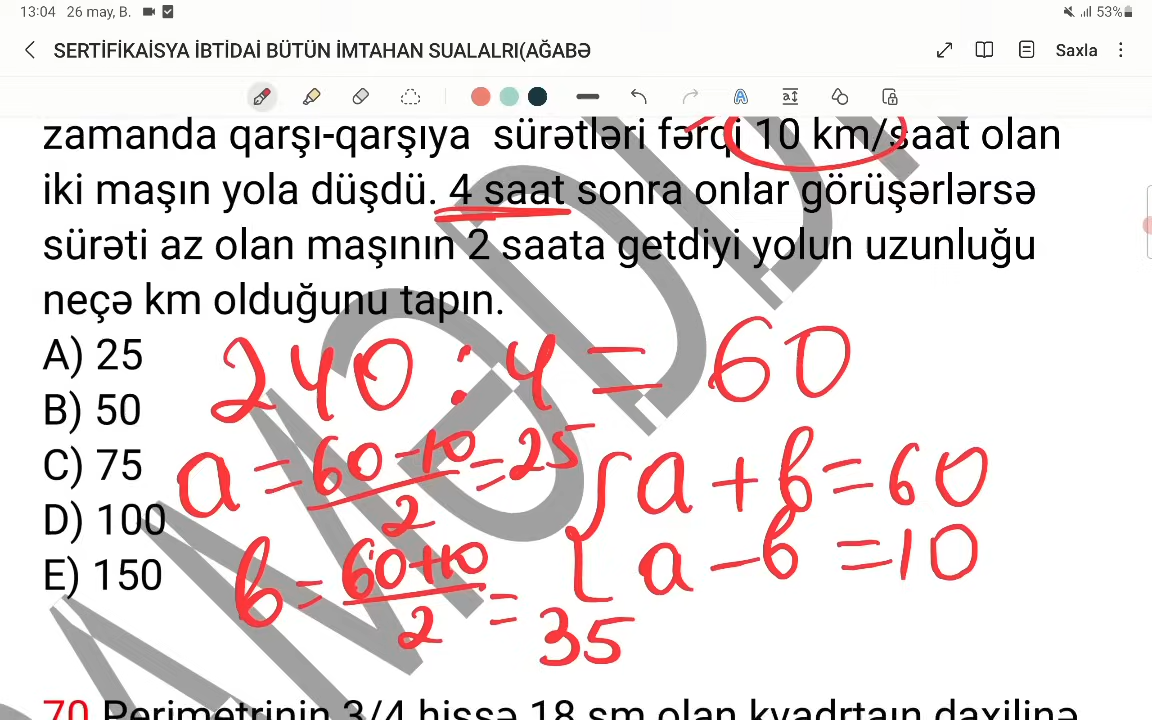 13:04 26 may, B. 53%
SERTİFİKAİSYA İBTİDAİ BÜTÜN İMTAHAN SUALALRI(AĞABƏ
Saxla
zamanda qarşı-qarşıya sürətləri fərqi 10 km/saat olan
iki maşın yola düşdü. 4 saat sonra onlar görüşərlərsə
sürəti az olan maşının 2 saata getdiyi yolun uzunluğu
neçə km olduğunu tapın.
A) 25
B) 50
C) 75
D) 100
E) 150
240 : 4 = 60
a = 60-10/2 = 25
b = 60+10/2 = 35
{ a + b = 60
a - b = 10
70 Perimetrinin 3/4 hissə 18 sm olan kvadrtaın daxilinə